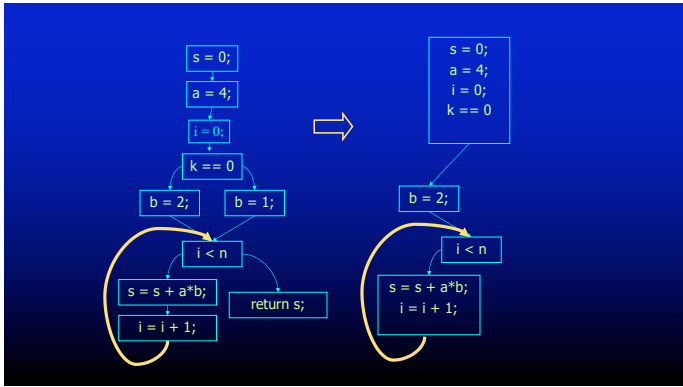 s = 0;
a = 4;
i = 0;
k == 0
b = 2;
b = 1;
i < n
s = s + a*b;
return s;
i = i + 1;
s = 0;
a = 4;
i = 0;
k == 0
b = 2;
i < n
s = s + a*b;
i = i + 1;